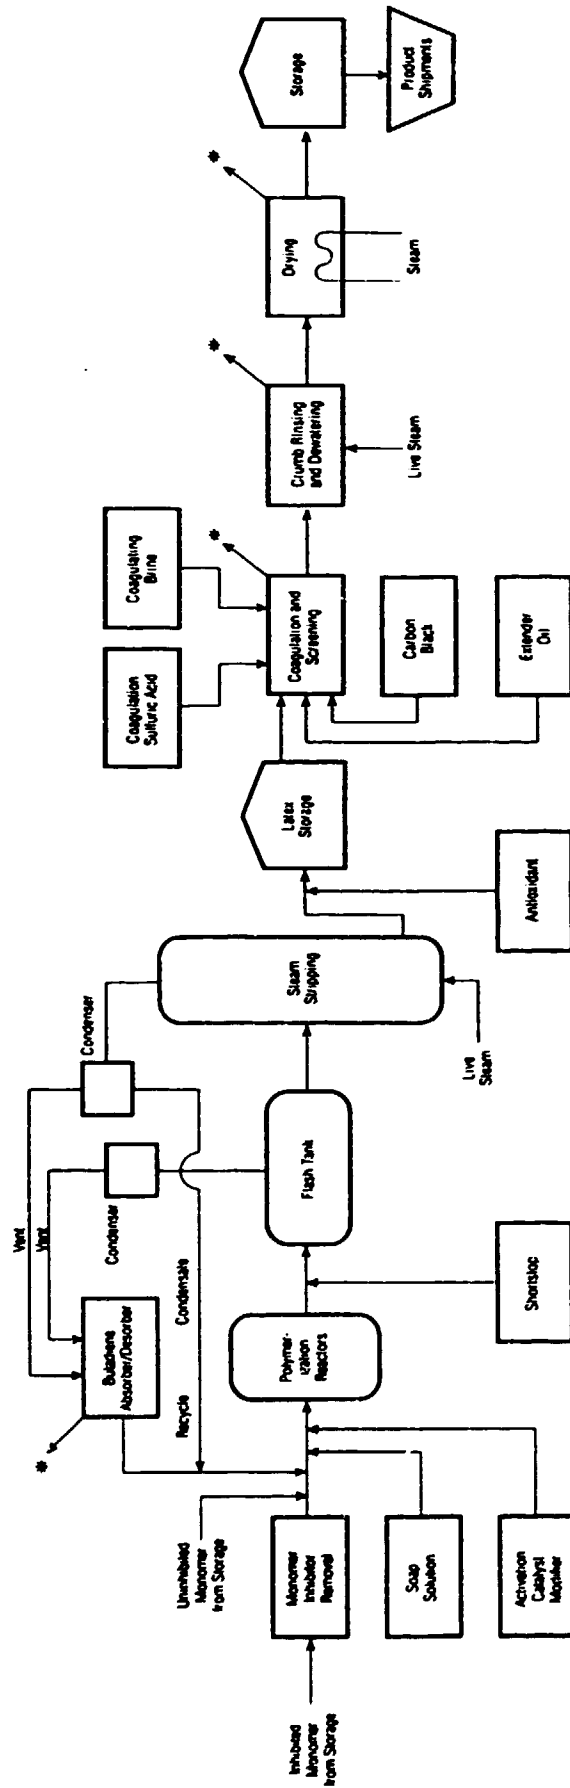 Inhibited
Monomer
from Storage
Uninhibited
Monomer
from Storage
Monomer
Inhibitor
Removal
Soap
Solution
Activation
Catalyst
Modifier
*
Butadiene
Absorber/Desorber
Recycle
Condensate
Vent
Vent
Condenser
Condenser
Polymer-
ization
Reactors
Shortstop
Flash Tank
Steam
Stripping
Live
Steam
Antioxidant
Latex
Storage
Coagulation
Sulfuric Acid
Coagulating
Brine
*
Coagulation and
Screening
Carbon
Black
Extender
Oil
*
Crumb Rinsing
and Dewatering
Live Steam
*
Drying
Steam
Storage
Product
Shipments